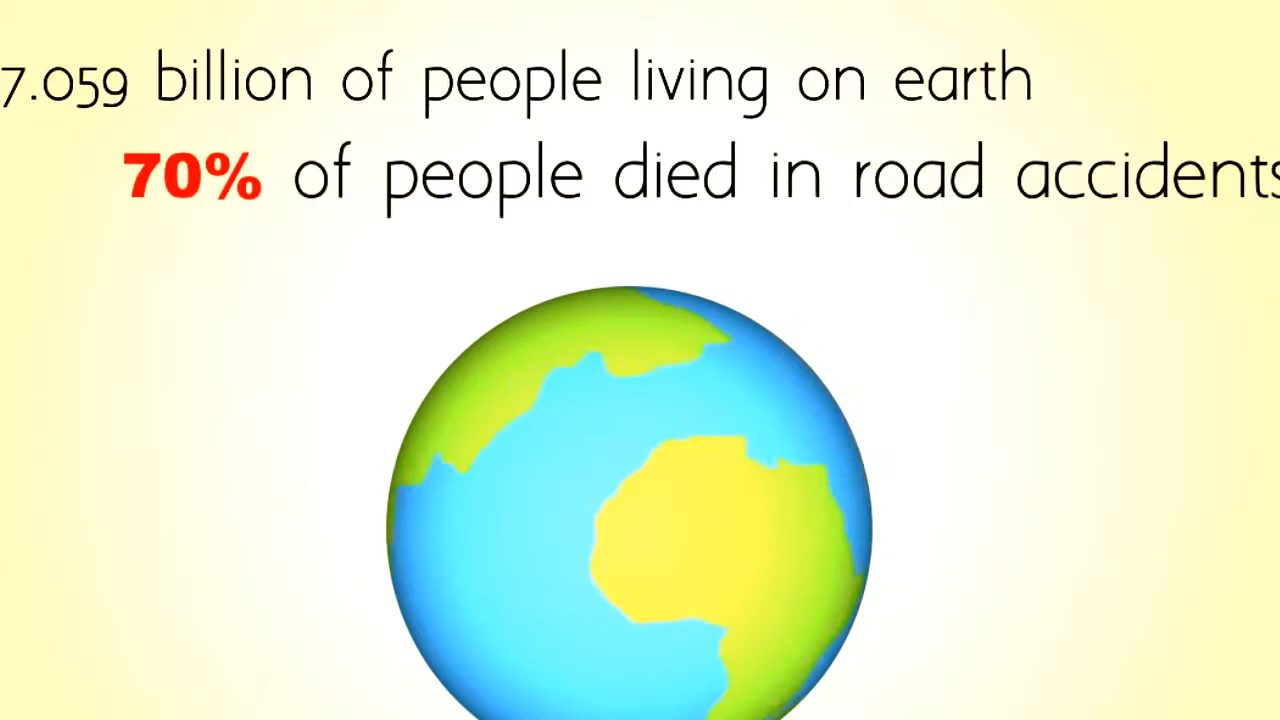 7.059 billion of people living on earth
70% of people died in road accidents